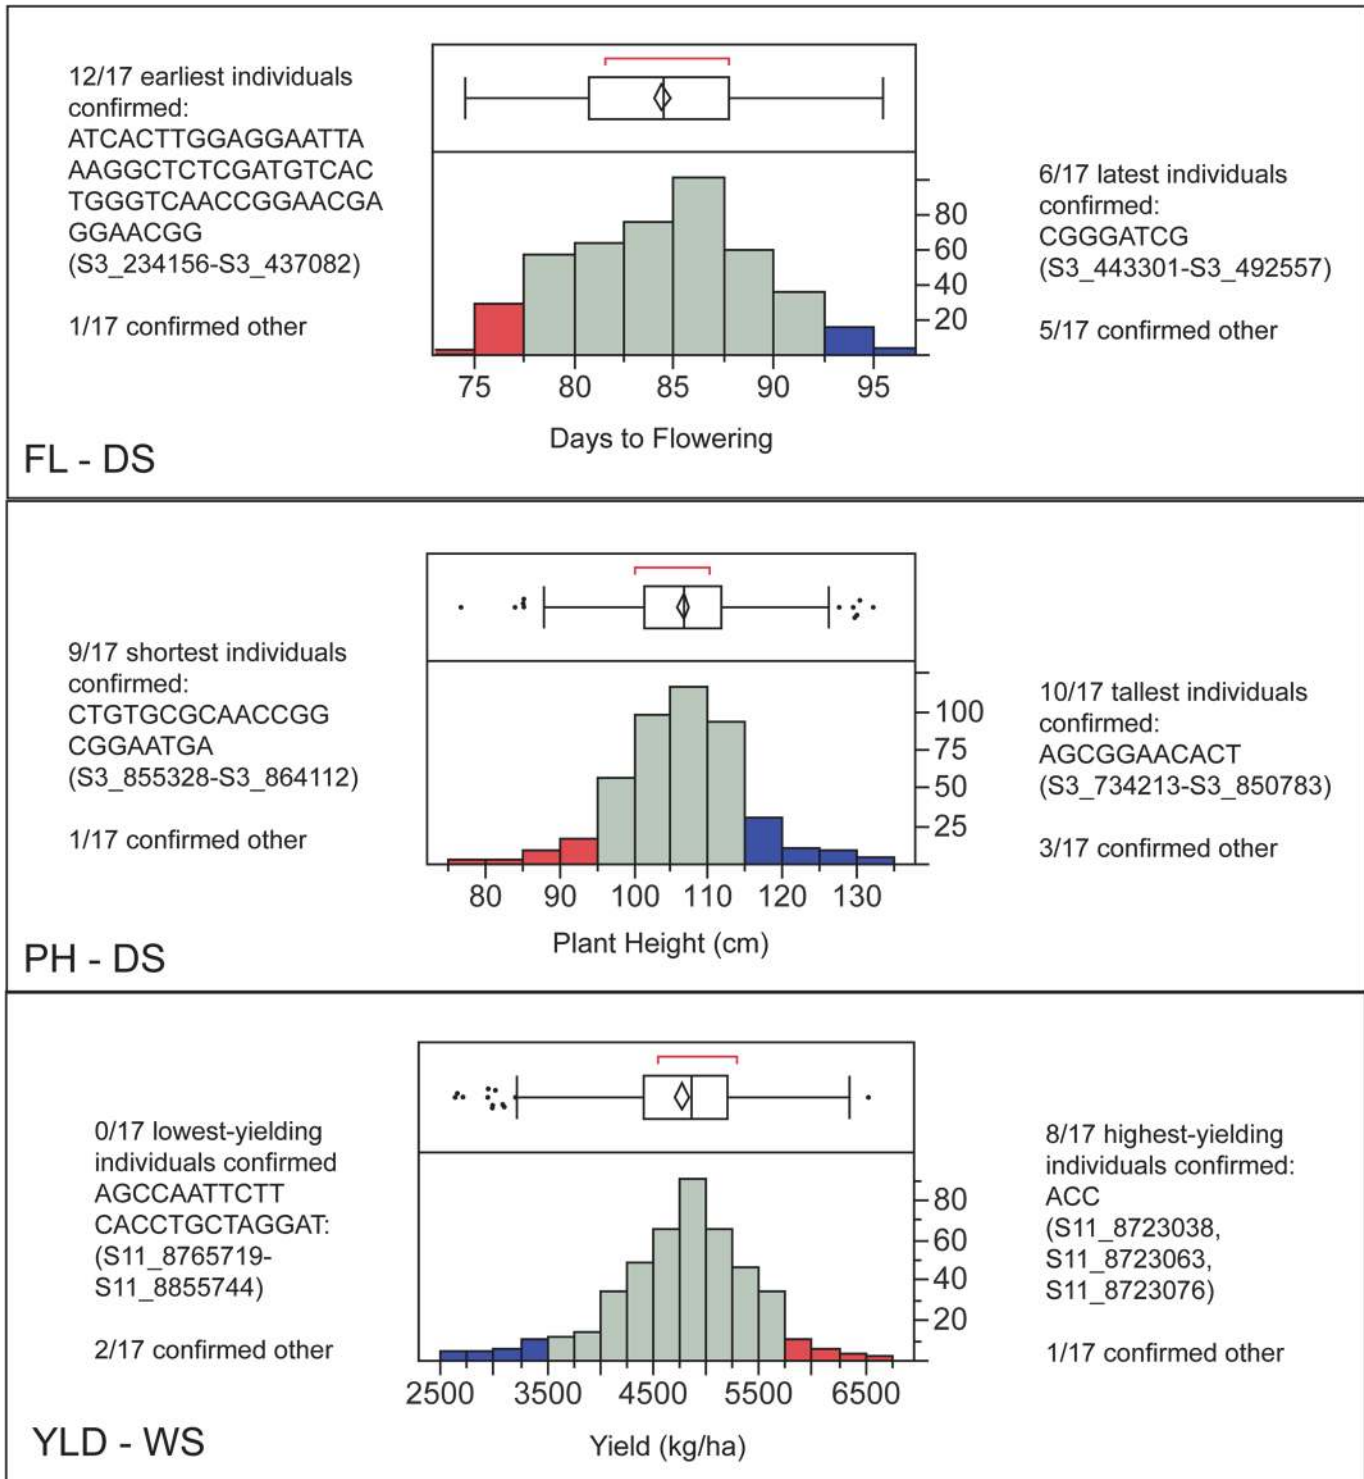 12/17 earliest individuals
confirmed:
ATCACTTGGAGGAATTA
AAGGCTCTCGATGTCAC
TGGGTCAACCGGAACGA
GGAACGG
(S3_234156-S3_437082)
1/17 confirmed other
80
60
40
20
75 80 85 90 95
Days to Flowering
6/17 latest individuals
confirmed:
CGGGATCG
(S3_443301-S3_492557)
5/17 confirmed other
FL - DS
9/17 shortest individuals
confirmed:
CTGTGCGCAACCGG
CGGAATGA
(S3_855328-S3_864112)
1/17 confirmed other
100
75
50
25
80 90 100 110 120 130
Plant Height (cm)
10/17 tallest individuals
confirmed:
AGCGGAACACT
(S3_734213-S3_850783)
3/17 confirmed other
PH - DS
0/17 lowest-yielding
individuals confirmed
AGCCAATTCTT
CACCTGCTAGGAT:
(S11_8765719-
S11_8855744)
2/17 confirmed other
80
60
40
20
2500 3500 4500 5500 6500
Yield (kg/ha)
8/17 highest-yielding
individuals confirmed:
ACC
(S11_8723038,
S11_8723063,
S11_8723076)
1/17 confirmed other
YLD - WS